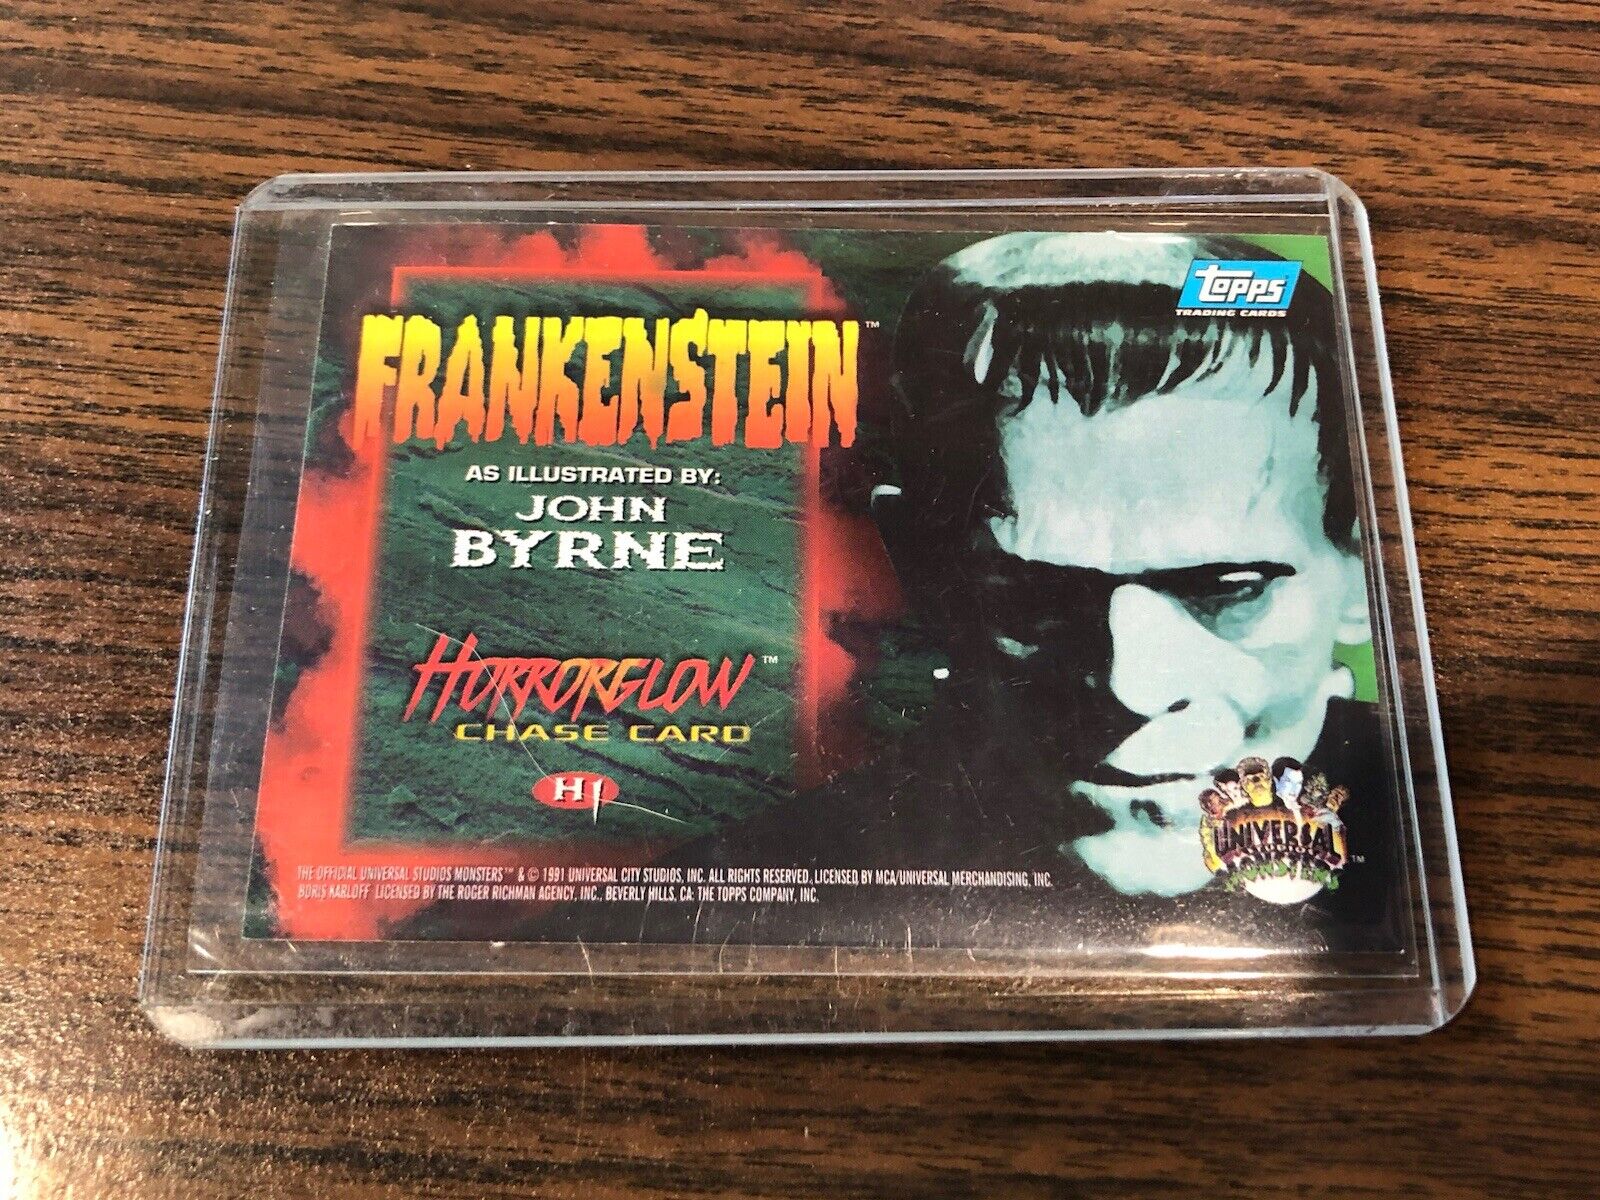 topps
TRADING CARDS
FRANKENSTEIN™
AS ILLUSTRATED BY:
JOHN
BYRNE
HORRORGLOW™
CHASE CARD
H1
THE OFFICIAL UNIVERSAL STUDIOS MONSTERS™ & © 1991 UNIVERSAL CITY STUDIOS, INC. ALL RIGHTS RESERVED. LICENSED BY MCA/UNIVERSAL MERCHANDISING, INC.
BORIS KARLOFF LICENSED BY THE ROGER RICHMAN AGENCY, INC., BEVERLY HILLS, CA. THE TOPPS COMPANY, INC.
UNIVERSAL
STUDIOS
MONSTERS™